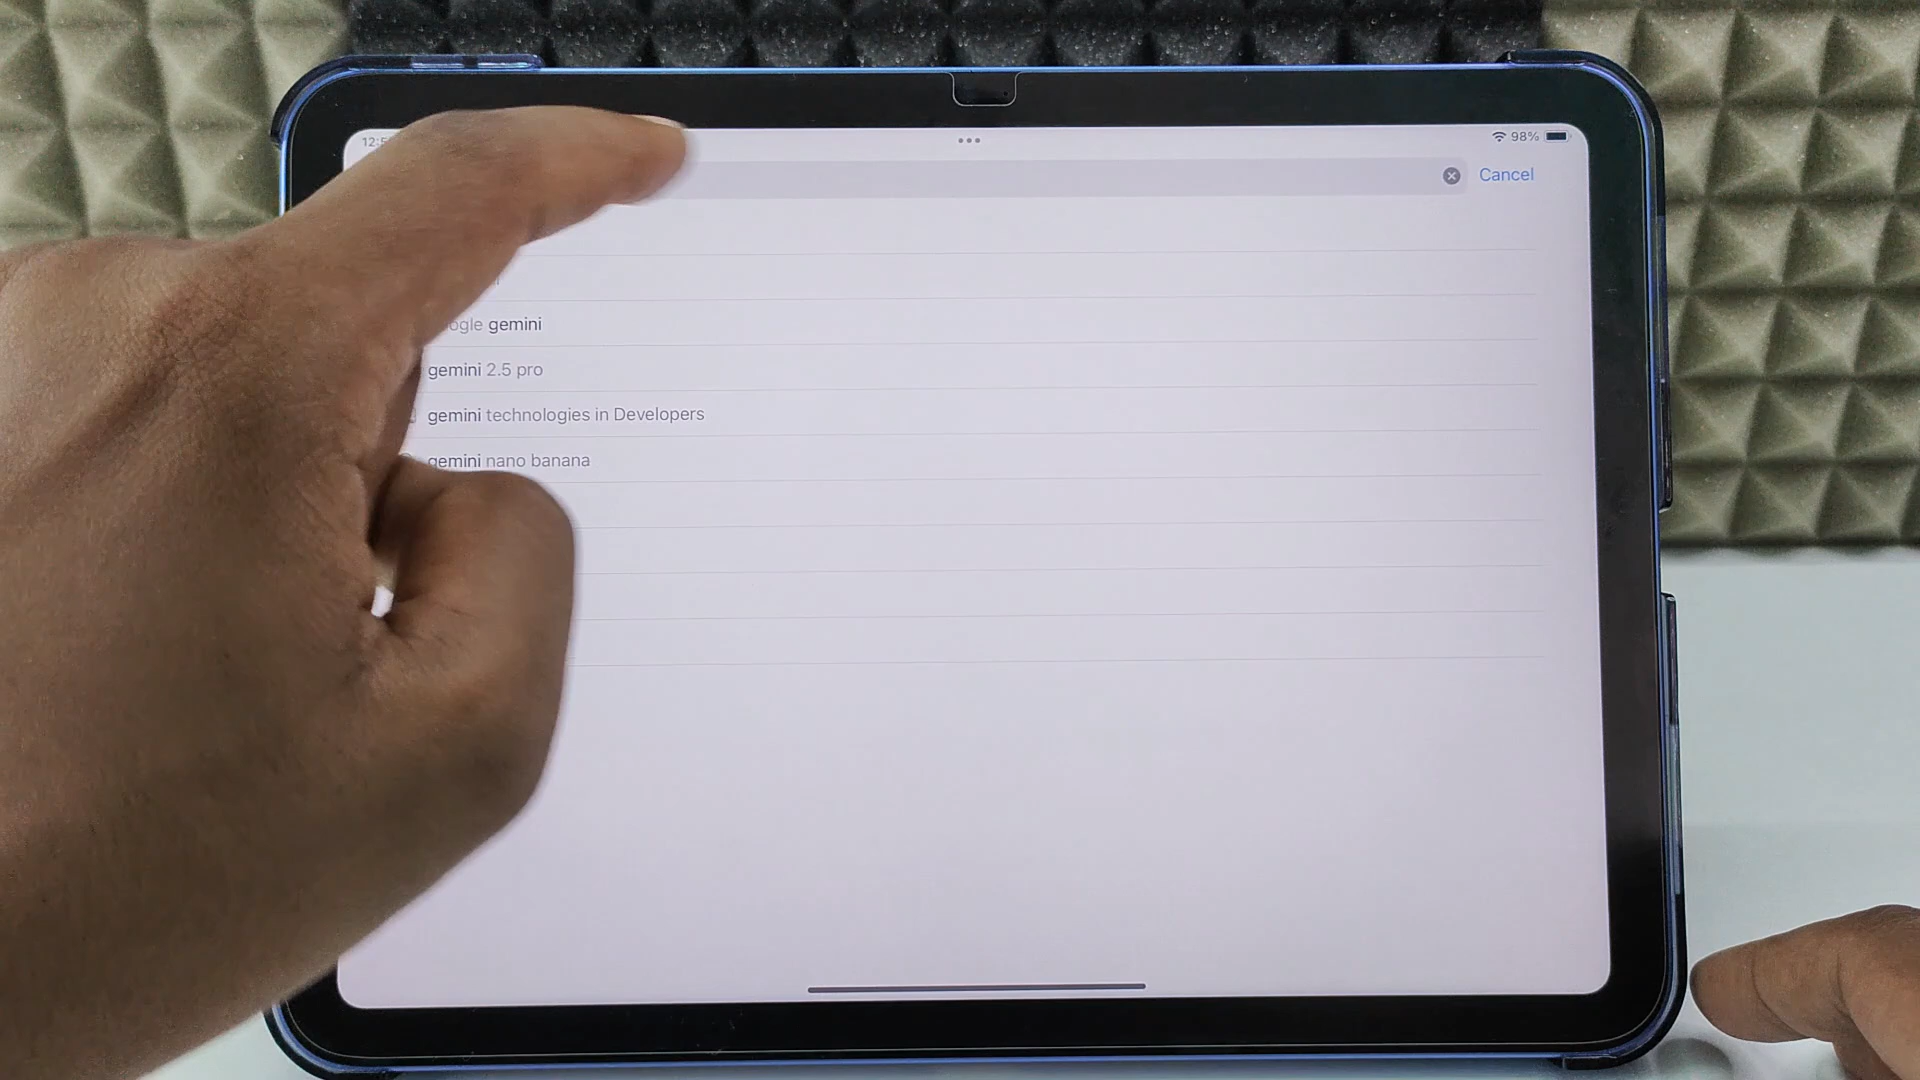 98%
Cancel
gemini
gemini 2.5 pro
gemini technologies in Developers
gemini nano banana